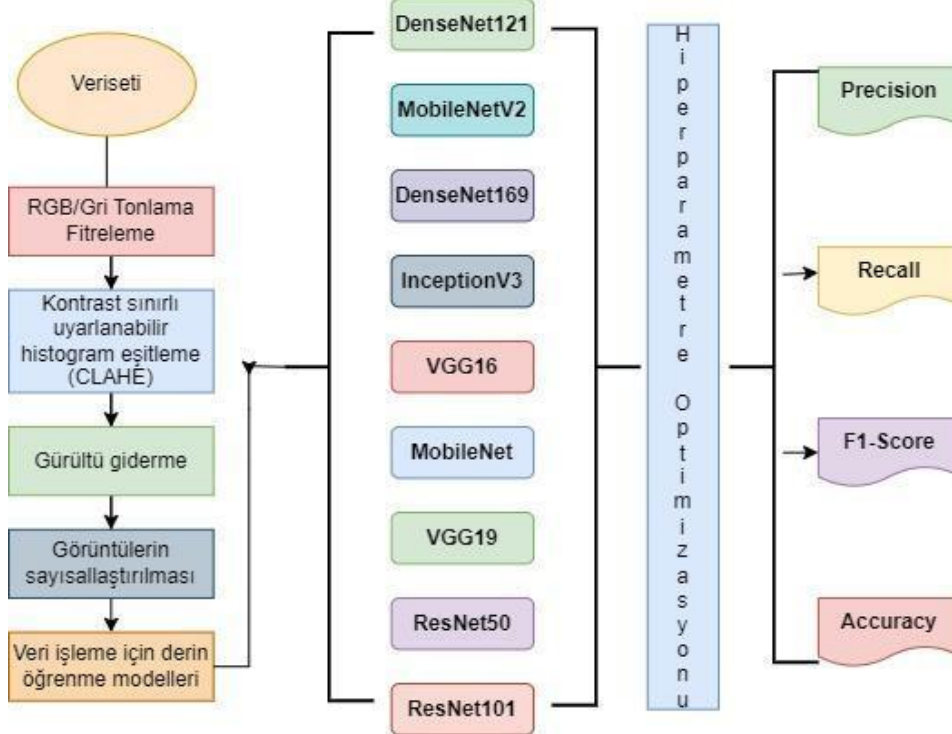 Veriseti
RGB/Gri Tonlama
Fitreleme
Kontrast sınırlı
uyarlanabilir
histogram eşitleme
(CLAHE)
Gürültü giderme
Görüntülerin
sayısallaştırılması
Veri işleme için derin
öğrenme modelleri
DenseNet121
MobileNetV2
DenseNet169
InceptionV3
VGG16
MobileNet
VGG19
ResNet50
ResNet101
Hiperparametre Optimizasyonu
Precision
Recall
F1-Score
Accuracy